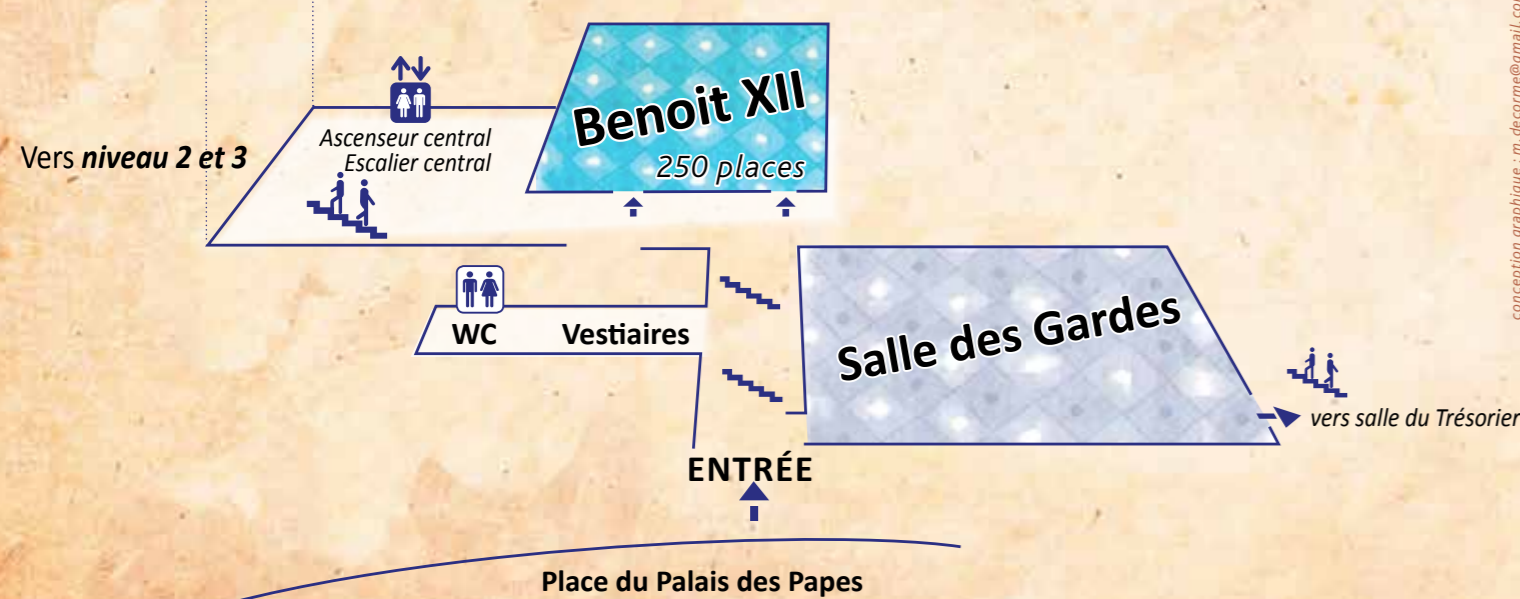 Benoit XII
250 places
Ascenseur central
Escalier central
Vers niveau 2 et 3
WC
Vestiaires
Salle des Gardes
vers salle du Trésorier
ENTRÉE
Place du Palais des Papes
conception graphique : m.decorme@gmail.com